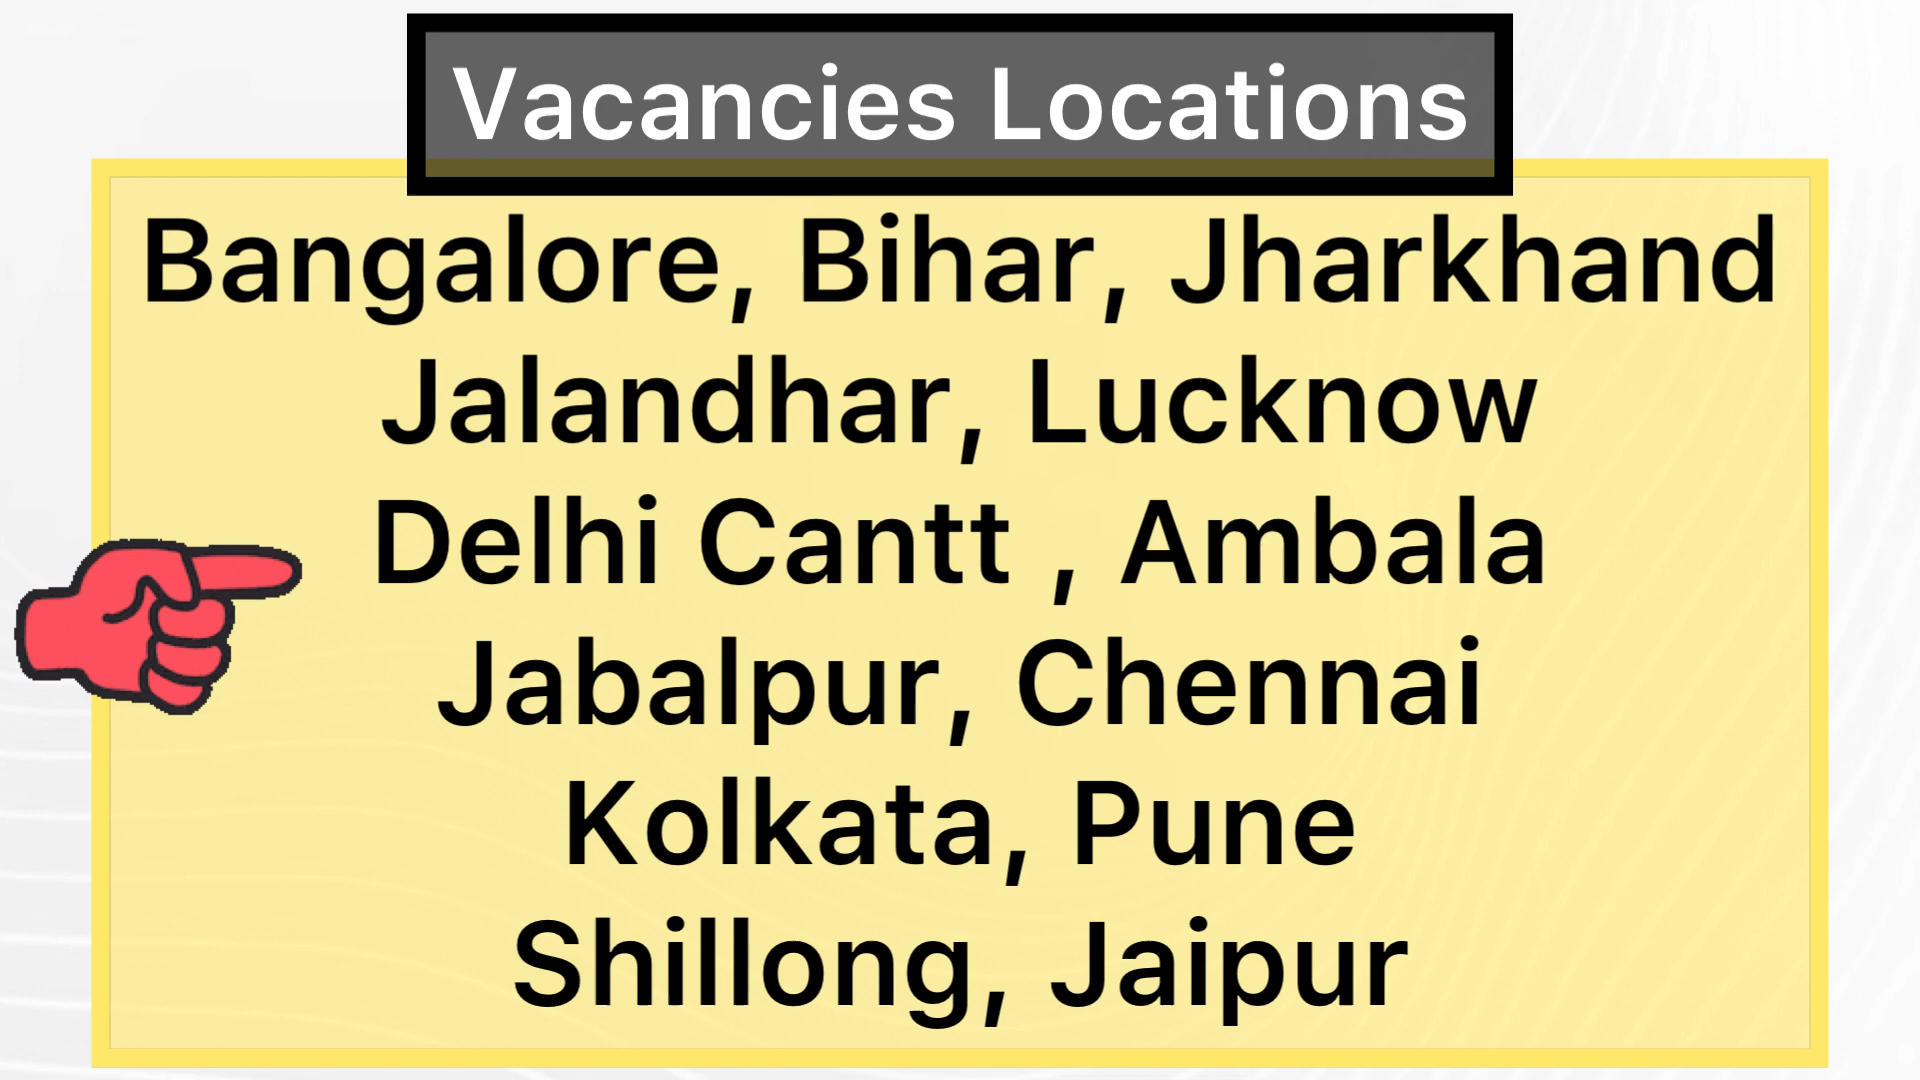 Vacancies Locations
Bangalore, Bihar, Jharkhand
Jalandhar, Lucknow
Delhi Cantt , Ambala
Jabalpur, Chennai
Kolkata, Pune
Shillong, Jaipur